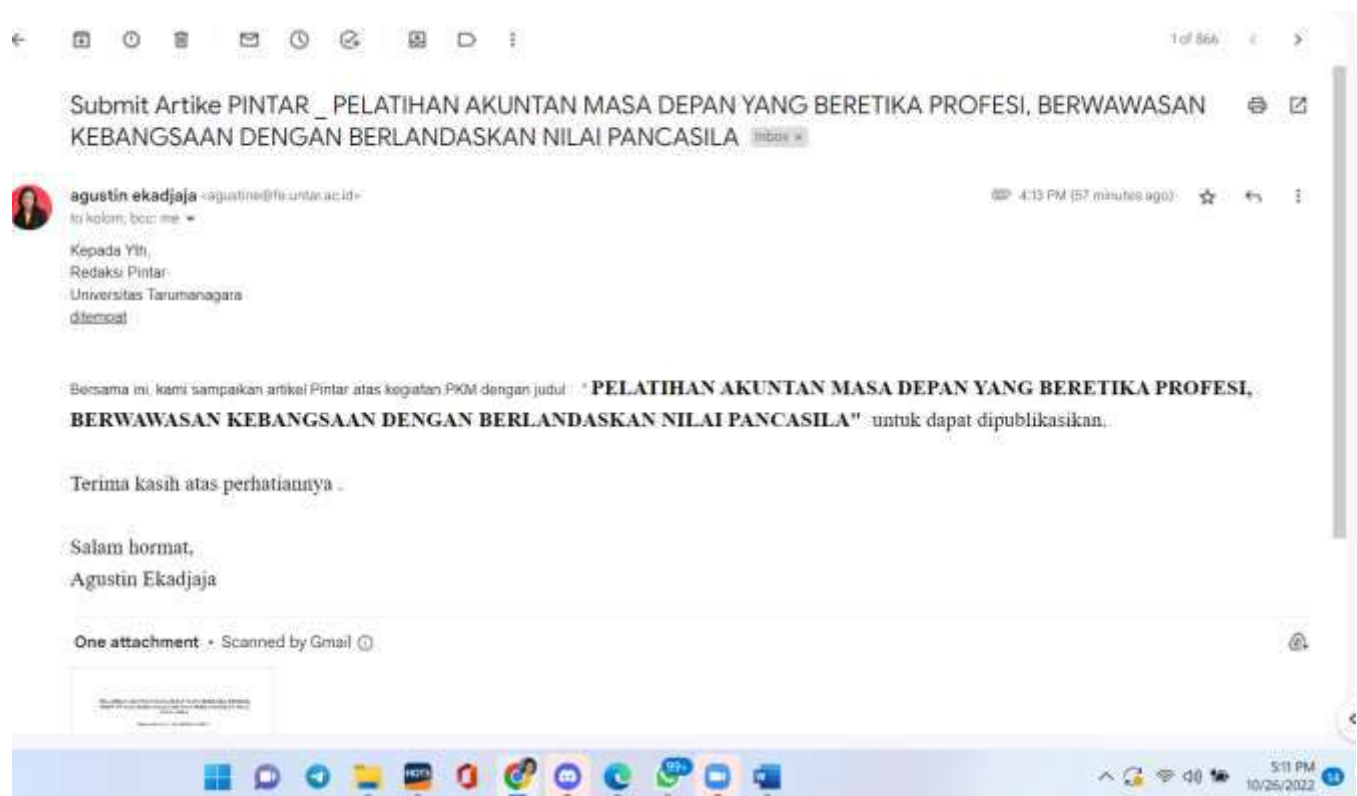 1 of 866
Submit Artike PINTAR _ PELATIHAN AKUNTAN MASA DEPAN YANG BERETIKA PROFESI, BERWAWASAN
KEBANGSAAN DENGAN BERLANDASKAN NILAI PANCASILA Inbox x
agustin ekadjaja <agustine@fe.untar.ac.id>
4:13 PM (57 minutes ago)
to kolom, bcc: me
Kepada Yth,
Redaksi Pintar
Universitas Tarumanagara
ditempat
Bersama ini, kami sampaikan artikel Pintar atas kegiatan PKM dengan judul : " PELATIHAN AKUNTAN MASA DEPAN YANG BERETIKA PROFESI,
BERWAWASAN KEBANGSAAN DENGAN BERLANDASKAN NILAI PANCASILA" untuk dapat dipublikasikan.
Terima kasih atas perhatiannya .
Salam hormat,
Agustin Ekadjaja
One attachment • Scanned by Gmail
99+
5:11 PM
10/26/2022